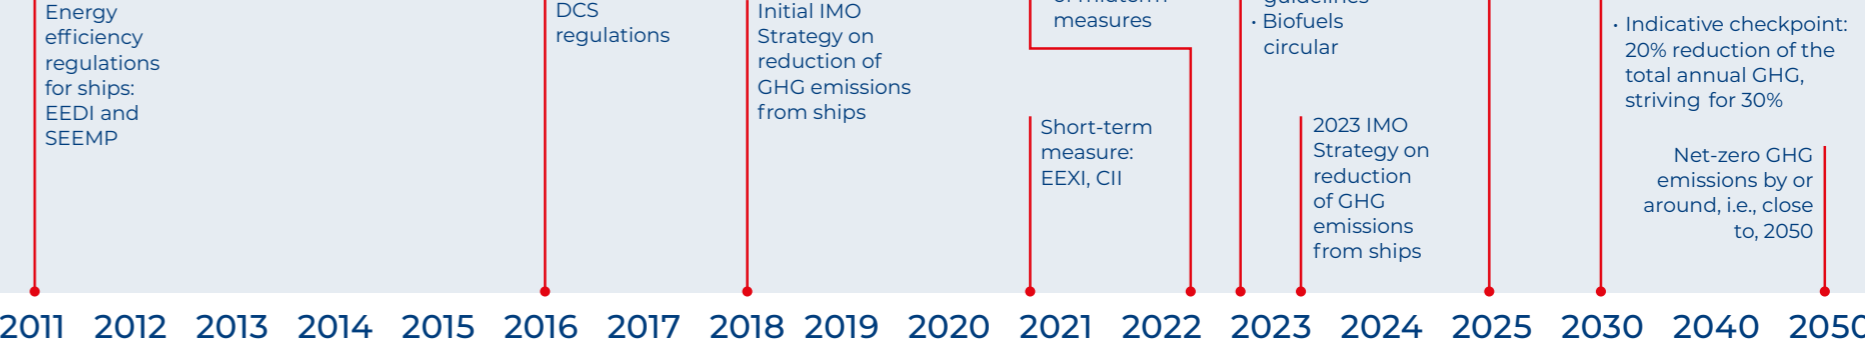 Energy
efficiency
regulations
for ships:
EEDI and
SEEMP
DCS
regulations
Initial IMO
Strategy on
reduction of
GHG emissions
from ships
measures
Short-term
measure:
EEXI, CII
guidelines
• Biofuels
circular
2023 IMO
Strategy on
reduction
of GHG
emissions
from ships
• Indicative checkpoint:
20% reduction of the
total annual GHG,
striving for 30%
Net-zero GHG
emissions by or
around, i.e., close
to, 2050
2011 2012 2013 2014 2015 2016 2017 2018 2019 2020 2021 2022 2023 2024 2025 2030 2040 2050